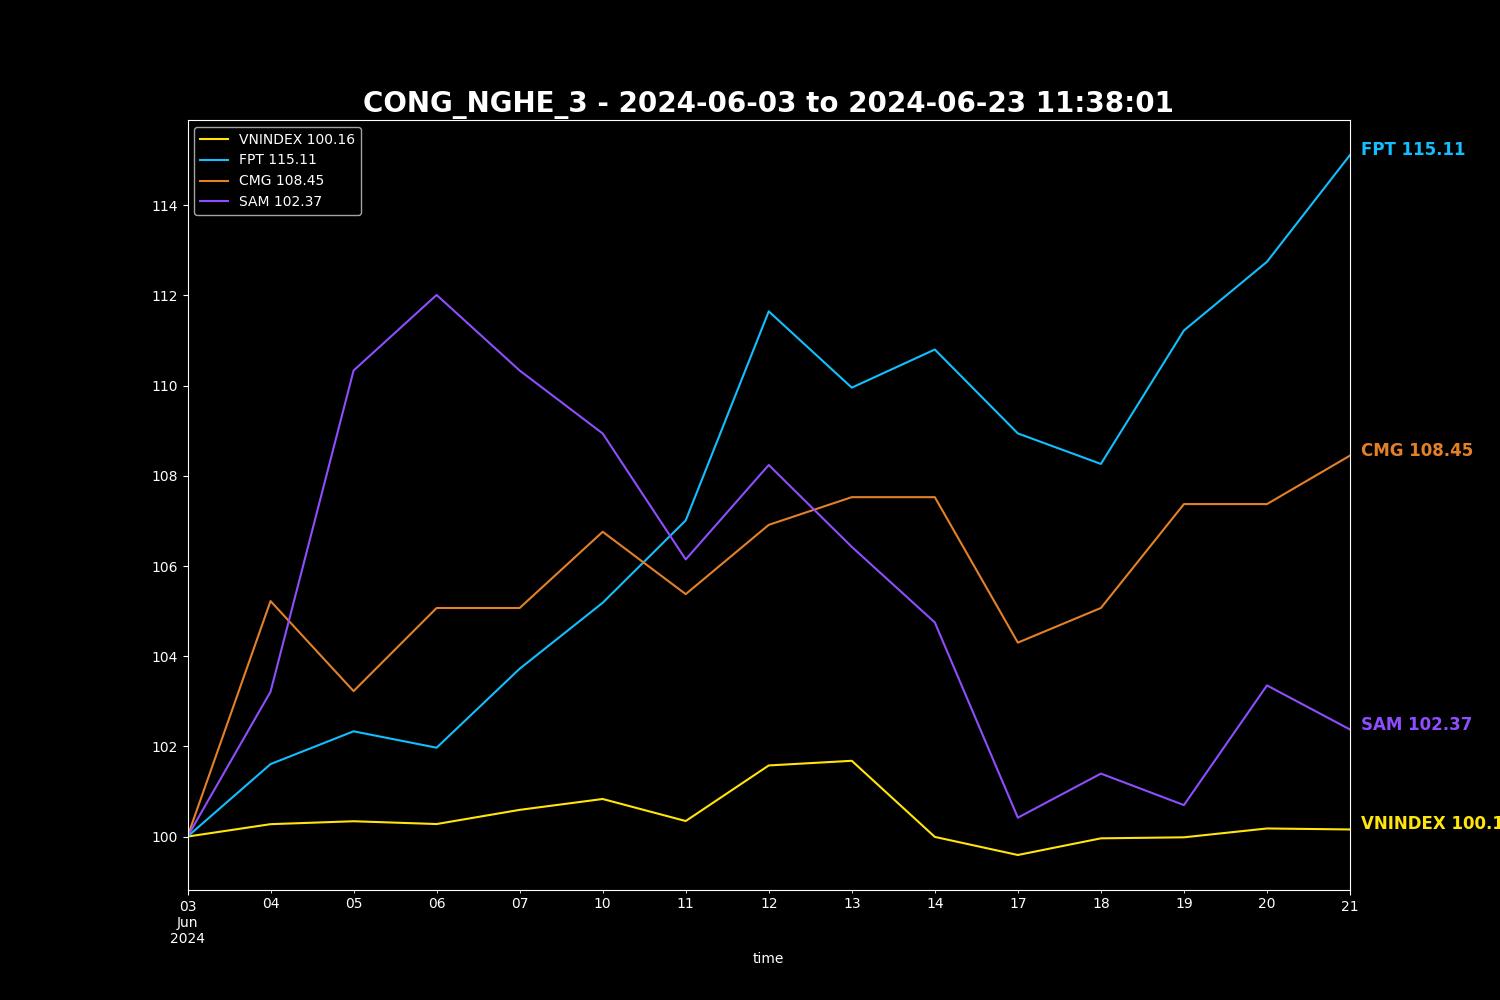 CONG_NGHE_3 - 2024-06-03 to 2024-06-23 11:38:01
VNINDEX 100.16
FPT 115.11
CMG 108.45
SAM 102.37
FPT 115.11
CMG 108.45
SAM 102.37
VNINDEX 100.1
114
112
110
108
106
104
102
100
03 04 05 06 07 10 11 12 13 14 17 18 19 20 21
Jun
2024
time